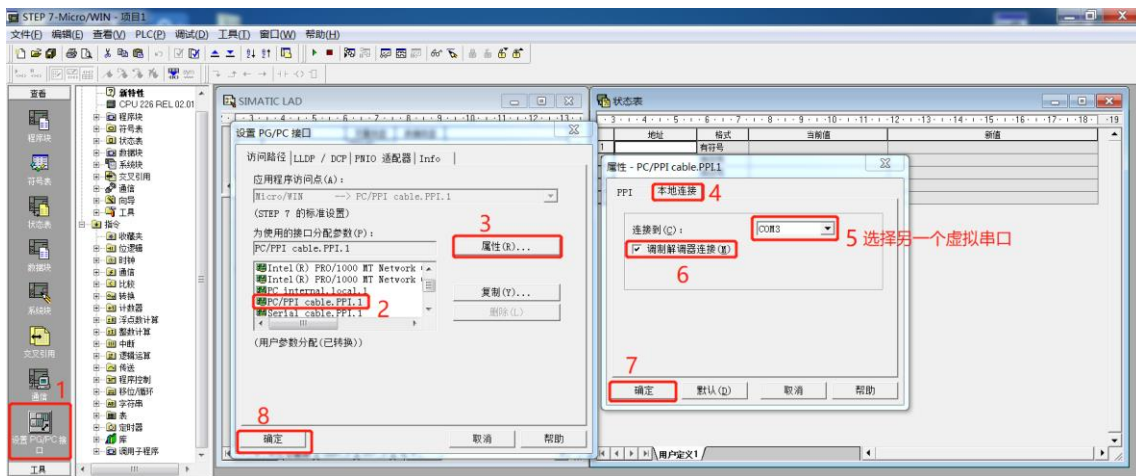 STEP 7-Micro/WIN - 项目1
文件(F) 编辑(E) 查看(V) PLC(P) 调试(D) 工具(T) 窗口(W) 帮助(H)
查看
程序块
符号表
状态表
数据块
系统块
交叉引用
通信
1
设置 PG/PC 接口
工具
新特性
CPU 226 REL 02.01
程序块
符号表
状态表
数据块
系统块
交叉引用
通信
向导
工具
指令
收藏夹
位逻辑
时钟
通信
比较
转换
计数器
浮点数计算
整数计算
中断
逻辑运算
传送
程序控制
移位/循环
字符串
表
定时器
库
调用子程序
SIMATIC LAD
设置 PG/PC 接口
访问路径 LLDP / DCP PNIO 适配器 Info
应用程序访问点(A):
Micro/WIN --> PC/PPI cable.PPI.1
(STEP 7 的标准设置)
为使用的接口分配参数(P):
PC/PPI cable.PPI.1
3
属性(R)...
Intel(R) PRO/1000 MT Network
Intel(R) PRO/1000 MT Network
PC internal.local.1
PC/PPI cable.PPI.1
2
Serial cable.PPI.1
复制(Y)...
删除(L)
(用户参数分配(已转换))
8
确定 取消 帮助
状态表
地址 格式 当前值 新值
1 有符号
属性 - PC/PPI cable.PPI.1
PPI 本地连接 4
连接到(C): COM3
5 选择另一个虚拟串口
调制解调器连接(M)
6
7
确定 默认(D) 取消 帮助
用户定义1